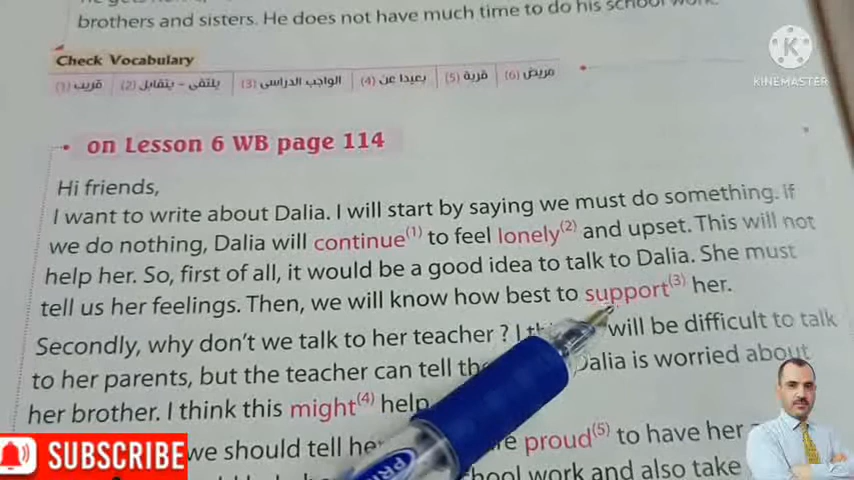 brothers and sisters. He does not have much time to do his school work.
KINEMASTER
Check Vocabulary
(1) قريب (2) يلتقى - يتقابل (3) الواجب الدراسى (4) بعيدا عن (5) قرية (6) مريض
• on Lesson 6 WB page 114
Hi friends,
I want to write about Dalia. I will start by saying we must do something. If
we do nothing, Dalia will continue(1) to feel lonely(2) and upset. This will not
help her. So, first of all, it would be a good idea to talk to Dalia. She must
tell us her feelings. Then, we will know how best to support(3) her.
Secondly, why don't we talk to her teacher ? I will be difficult to talk
to her parents, but the teacher can tell Dalia is worried about
her brother. I think this might(4) help
we should tell proud(5) to have her
school work and also take
SUBSCRIBE